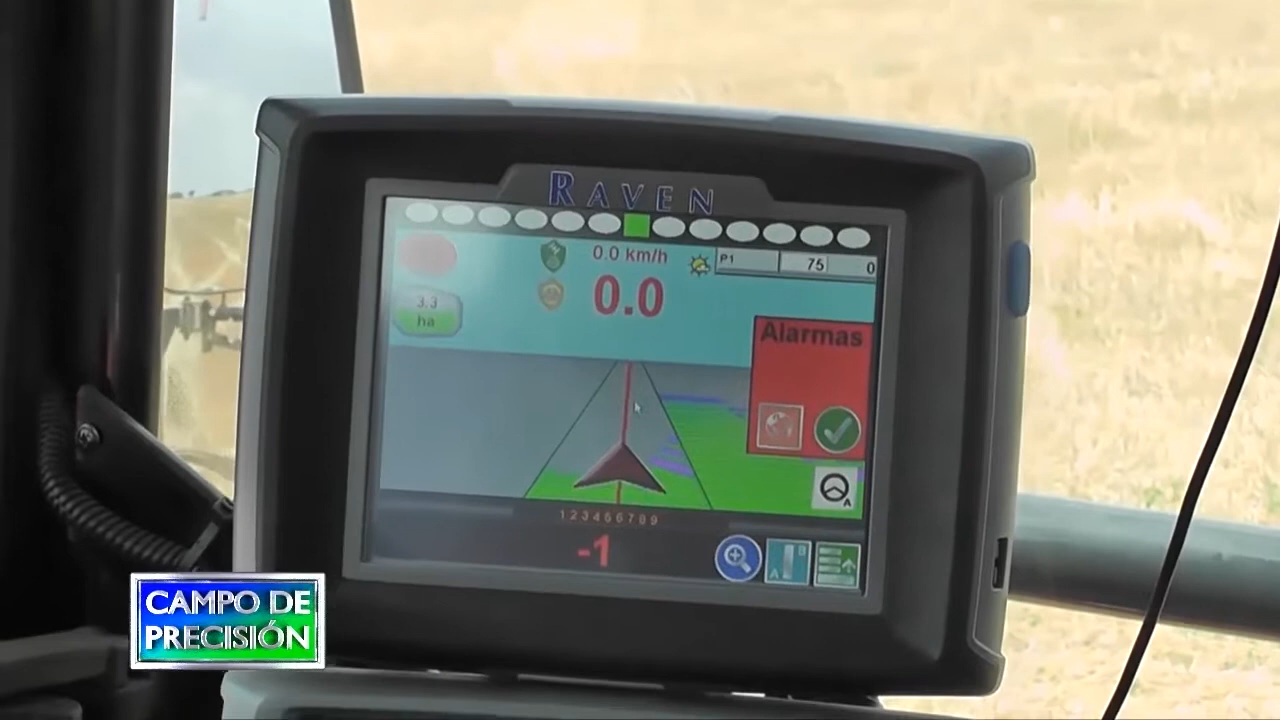 RAVEN
0.0 km/h
P1 75 0
0.0
3.3
ha
Alarmas
A
123456789
-1
A B
CAMPO DE
PRECISIÓN